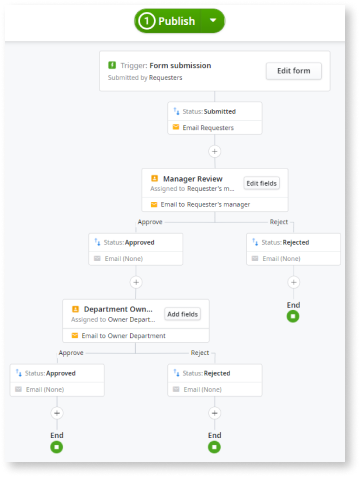 1 Publish
Trigger: Form submission
Submitted by Requesters
Edit form
Status: Submitted
Email Requesters
Manager Review
Assigned to Requester's m...
Edit fields
Email to Requester's manager
Approve
Reject
Status: Approved
Email (None)
Status: Rejected
Email (None)
End
Department Own...
Assigned to Owner Depart...
Add fields
Email to Owner Department
Approve
Reject
Status: Approved
Email (None)
Status: Rejected
Email (None)
End
End